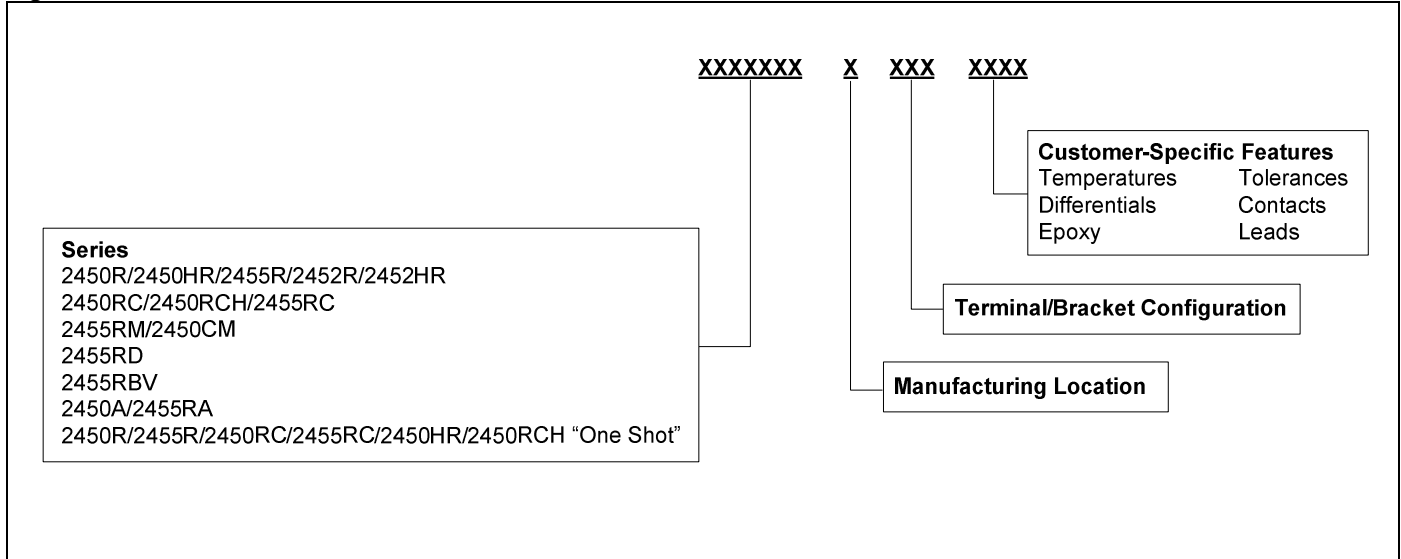 XXXXXXX X XXX XXXX
Customer-Specific Features
Temperatures Tolerances
Differentials Contacts
Epoxy Leads
Series
2450R/2450HR/2455R/2452R/2452HR
2450RC/2450RCH/2455RC
2455RM/2450CM
2455RD
2455RBV
2450A/2455RA
2450R/2455R/2450RC/2455RC/2450HR/2450RCH “One Shot”
Terminal/Bracket Configuration
Manufacturing Location